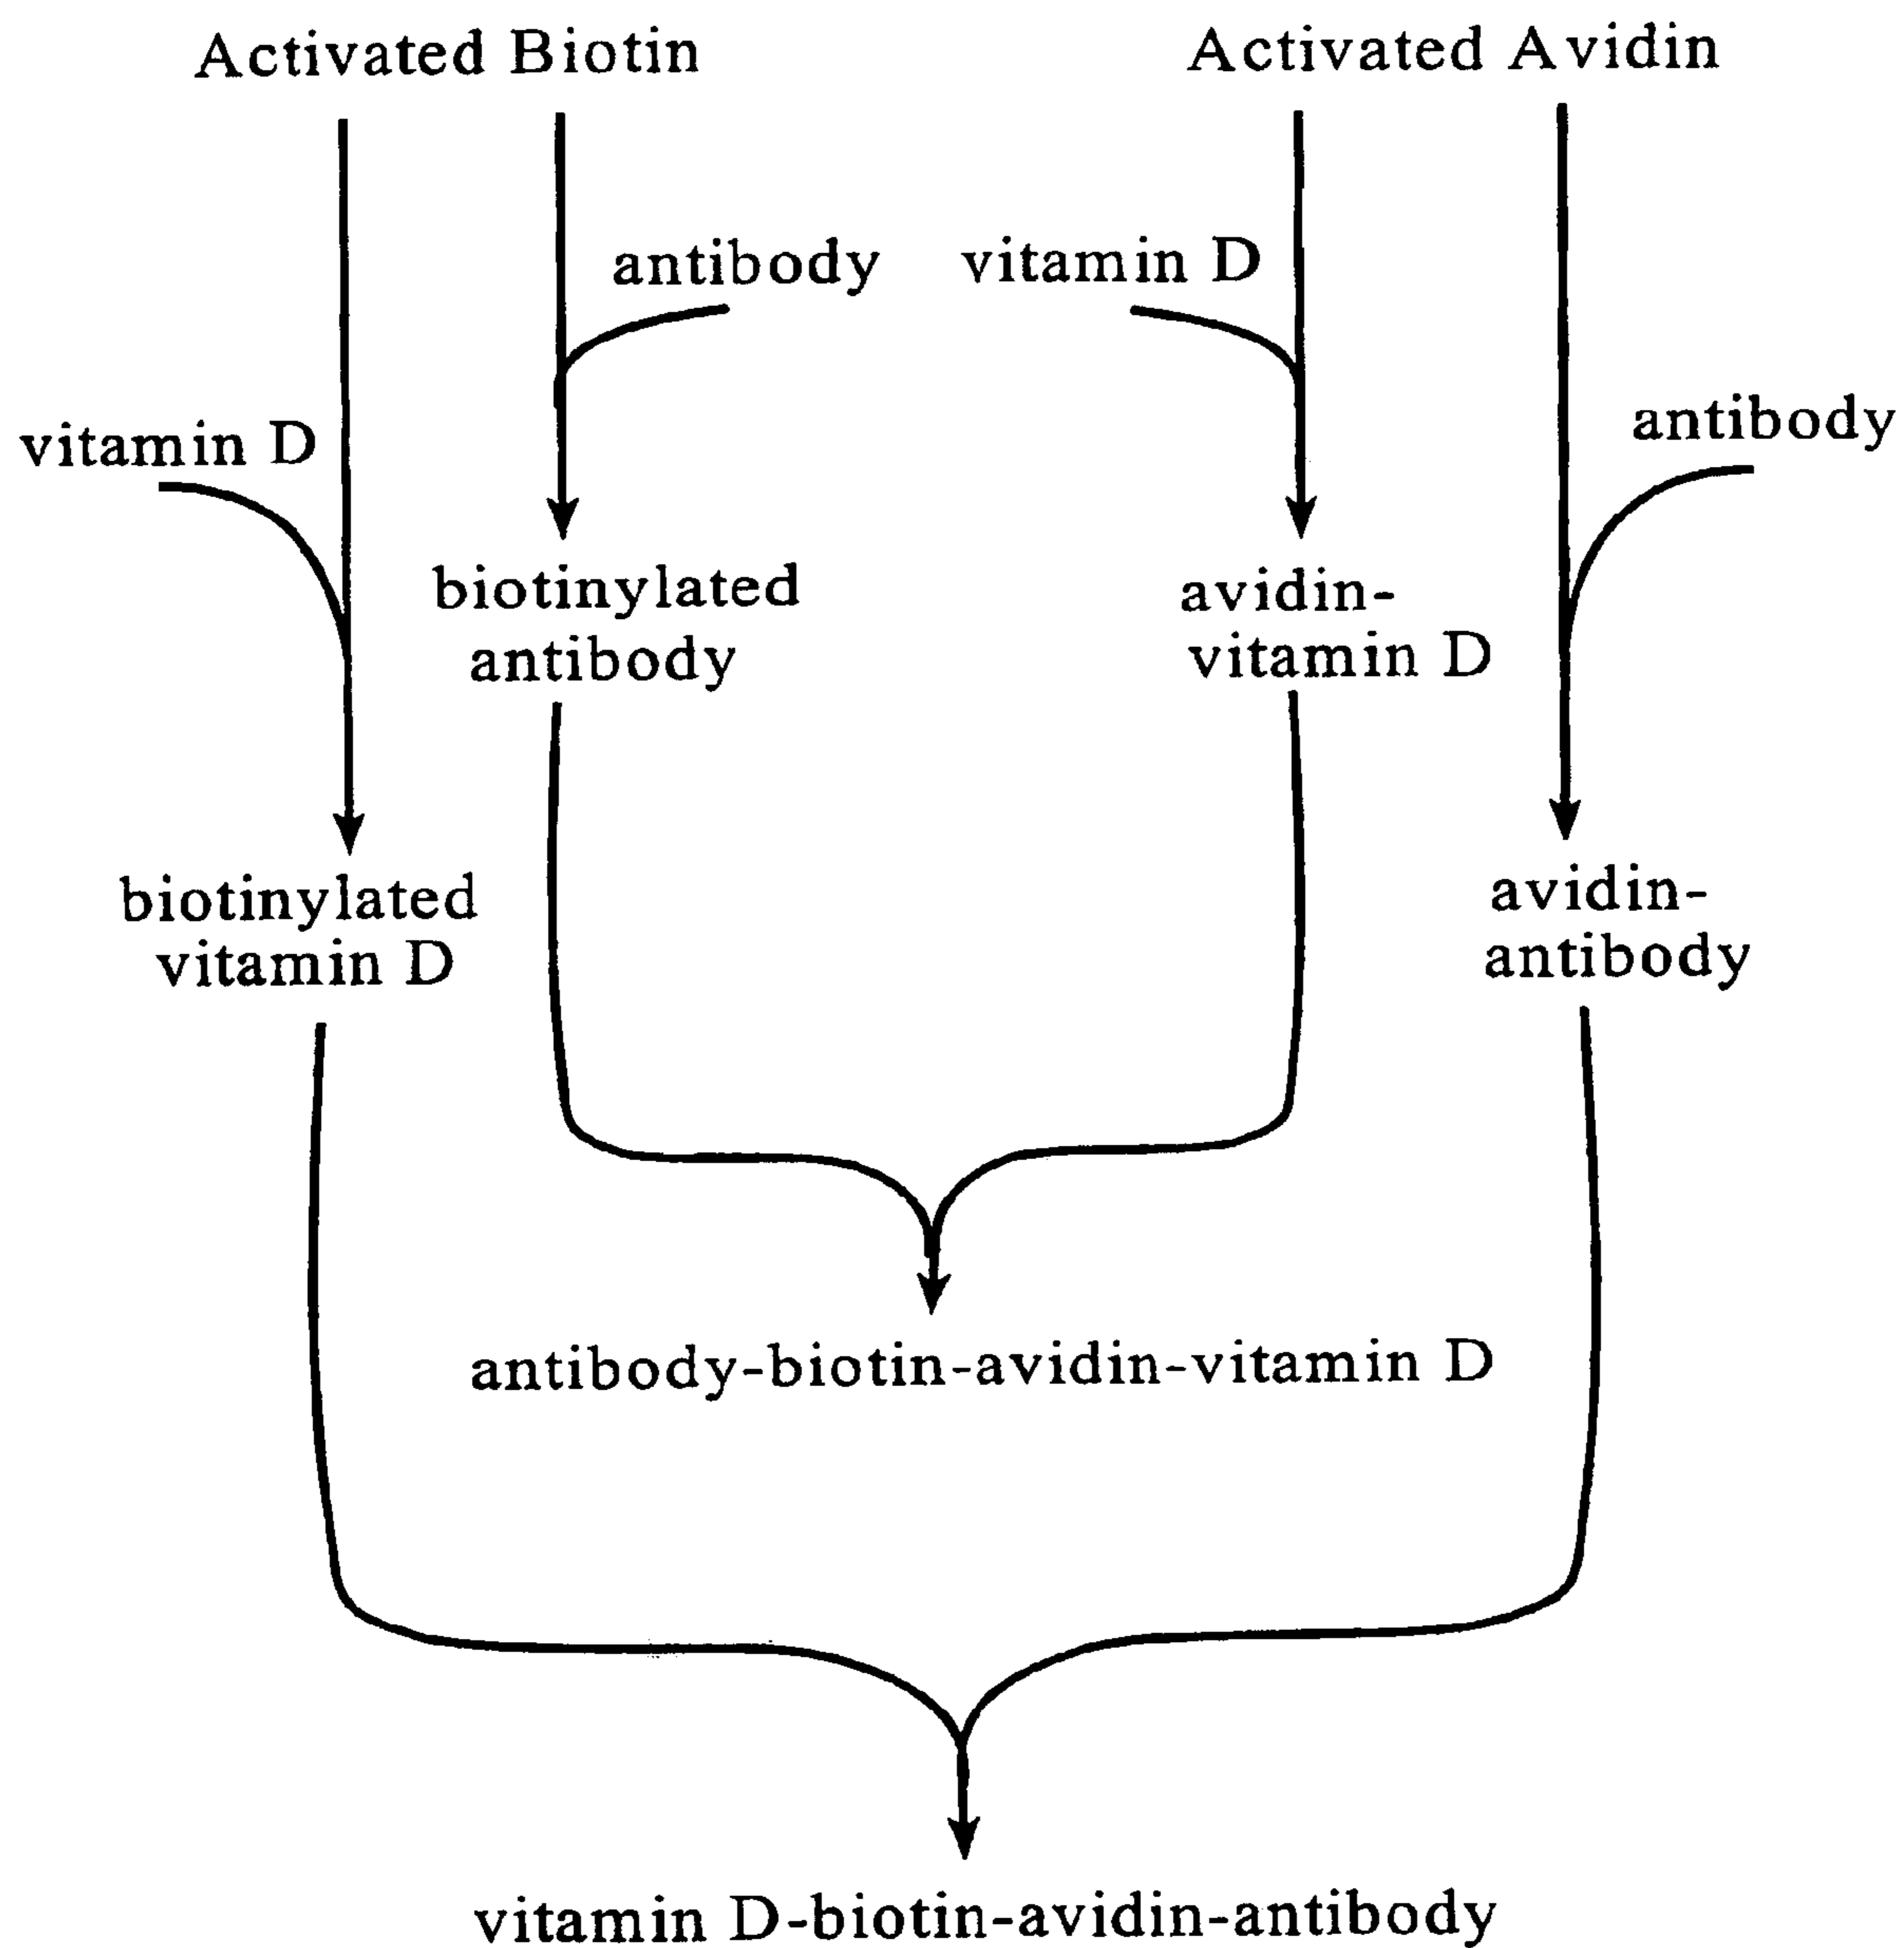 Activated Biotin
Activated Avidin
antibody
vitamin D
vitamin D
antibody
biotinylated
antibody
avidin-
vitamin D
biotinylated
vitamin D
avidin-
antibody
antibody-biotin-avidin-vitamin D
vitamin D-biotin-avidin-antibody